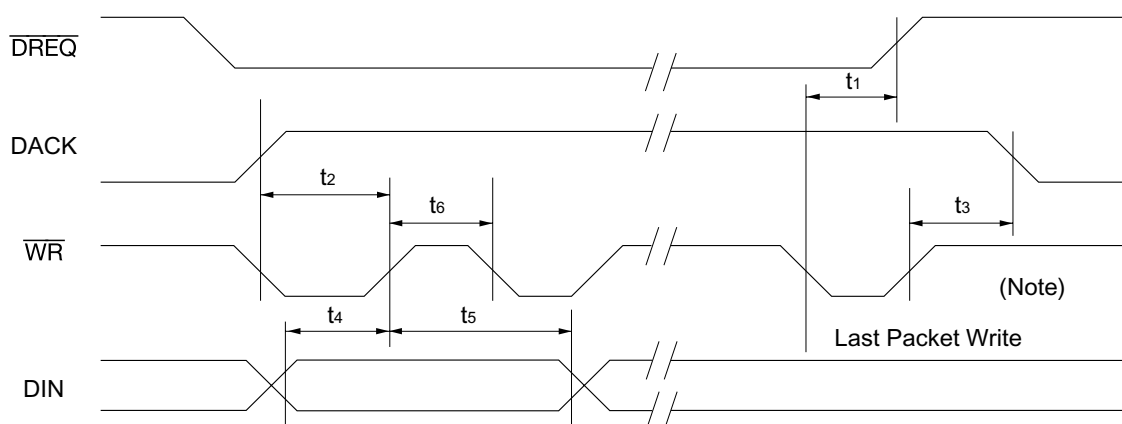 DREQ
t1
DACK
t2
t6
t3
WR
(Note)
t4
t5
Last Packet Write
DIN